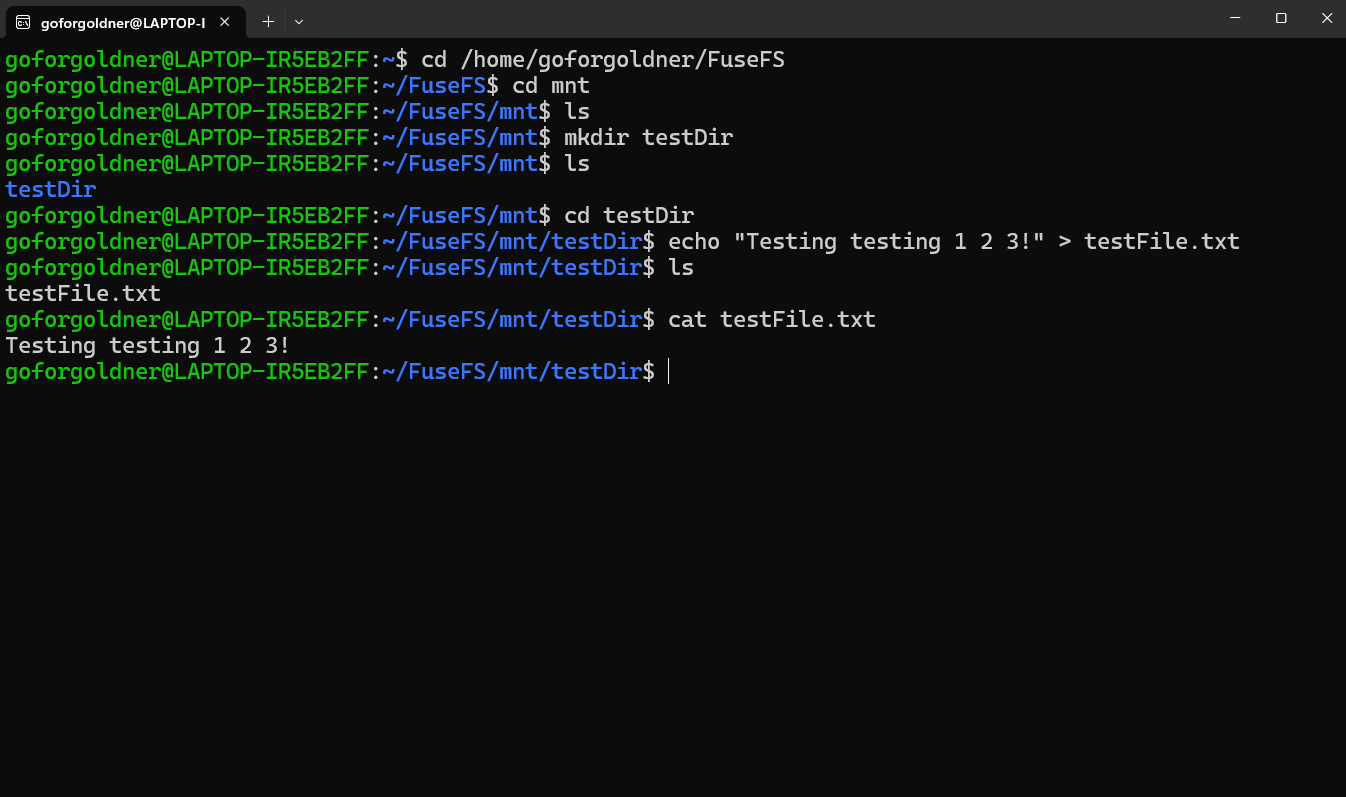 goforgoldner@LAPTOP-I
goforgoldner@LAPTOP-IR5EB2FF:~$ cd /home/goforgoldner/FuseFS
goforgoldner@LAPTOP-IR5EB2FF:~/FuseFS$ cd mnt
goforgoldner@LAPTOP-IR5EB2FF:~/FuseFS/mnt$ ls
goforgoldner@LAPTOP-IR5EB2FF:~/FuseFS/mnt$ mkdir testDir
goforgoldner@LAPTOP-IR5EB2FF:~/FuseFS/mnt$ ls
testDir
goforgoldner@LAPTOP-IR5EB2FF:~/FuseFS/mnt$ cd testDir
goforgoldner@LAPTOP-IR5EB2FF:~/FuseFS/mnt/testDir$ echo "Testing testing 1 2 3!" > testFile.txt
goforgoldner@LAPTOP-IR5EB2FF:~/FuseFS/mnt/testDir$ ls
testFile.txt
goforgoldner@LAPTOP-IR5EB2FF:~/FuseFS/mnt/testDir$ cat testFile.txt
Testing testing 1 2 3!
goforgoldner@LAPTOP-IR5EB2FF:~/FuseFS/mnt/testDir$